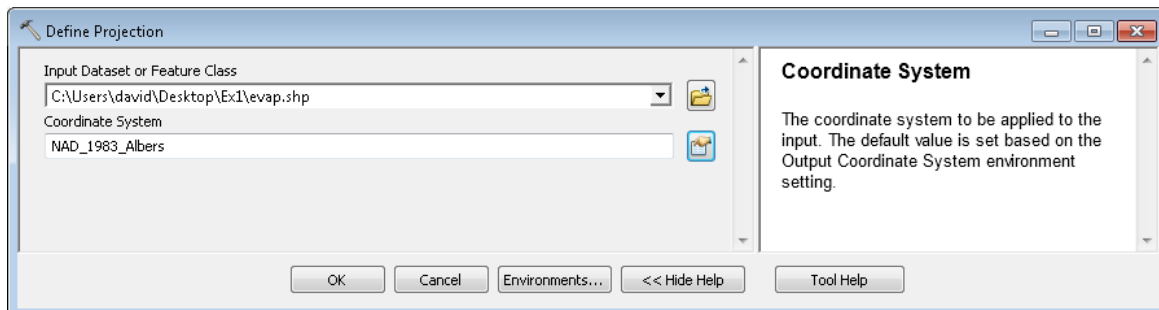 Define Projection
Input Dataset or Feature Class
C:\Users\david\Desktop\Ex1\evap.shp
Coordinate System
NAD_1983_Albers
Coordinate System
The coordinate system to be applied to the
input. The default value is set based on the
Output Coordinate System environment
setting.
OK
Cancel
Environments...
<< Hide Help
Tool Help